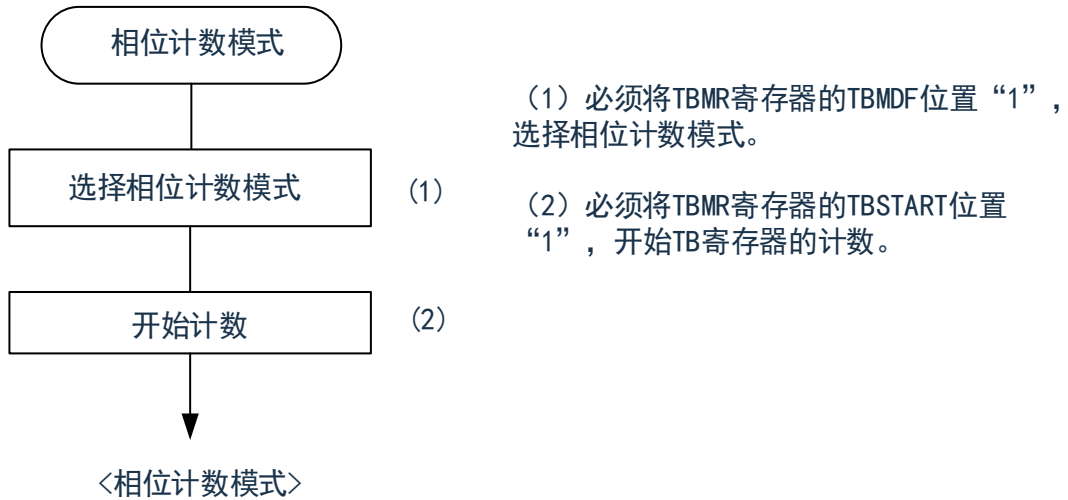 相位计数模式
选择相位计数模式
(1)
开始计数
(2)
<相位计数模式>
（1）必须将TBMR寄存器的TBMDF位置“1”，
选择相位计数模式。
（2）必须将TBMR寄存器的TBSTART位置
“1”，开始TB寄存器的计数。